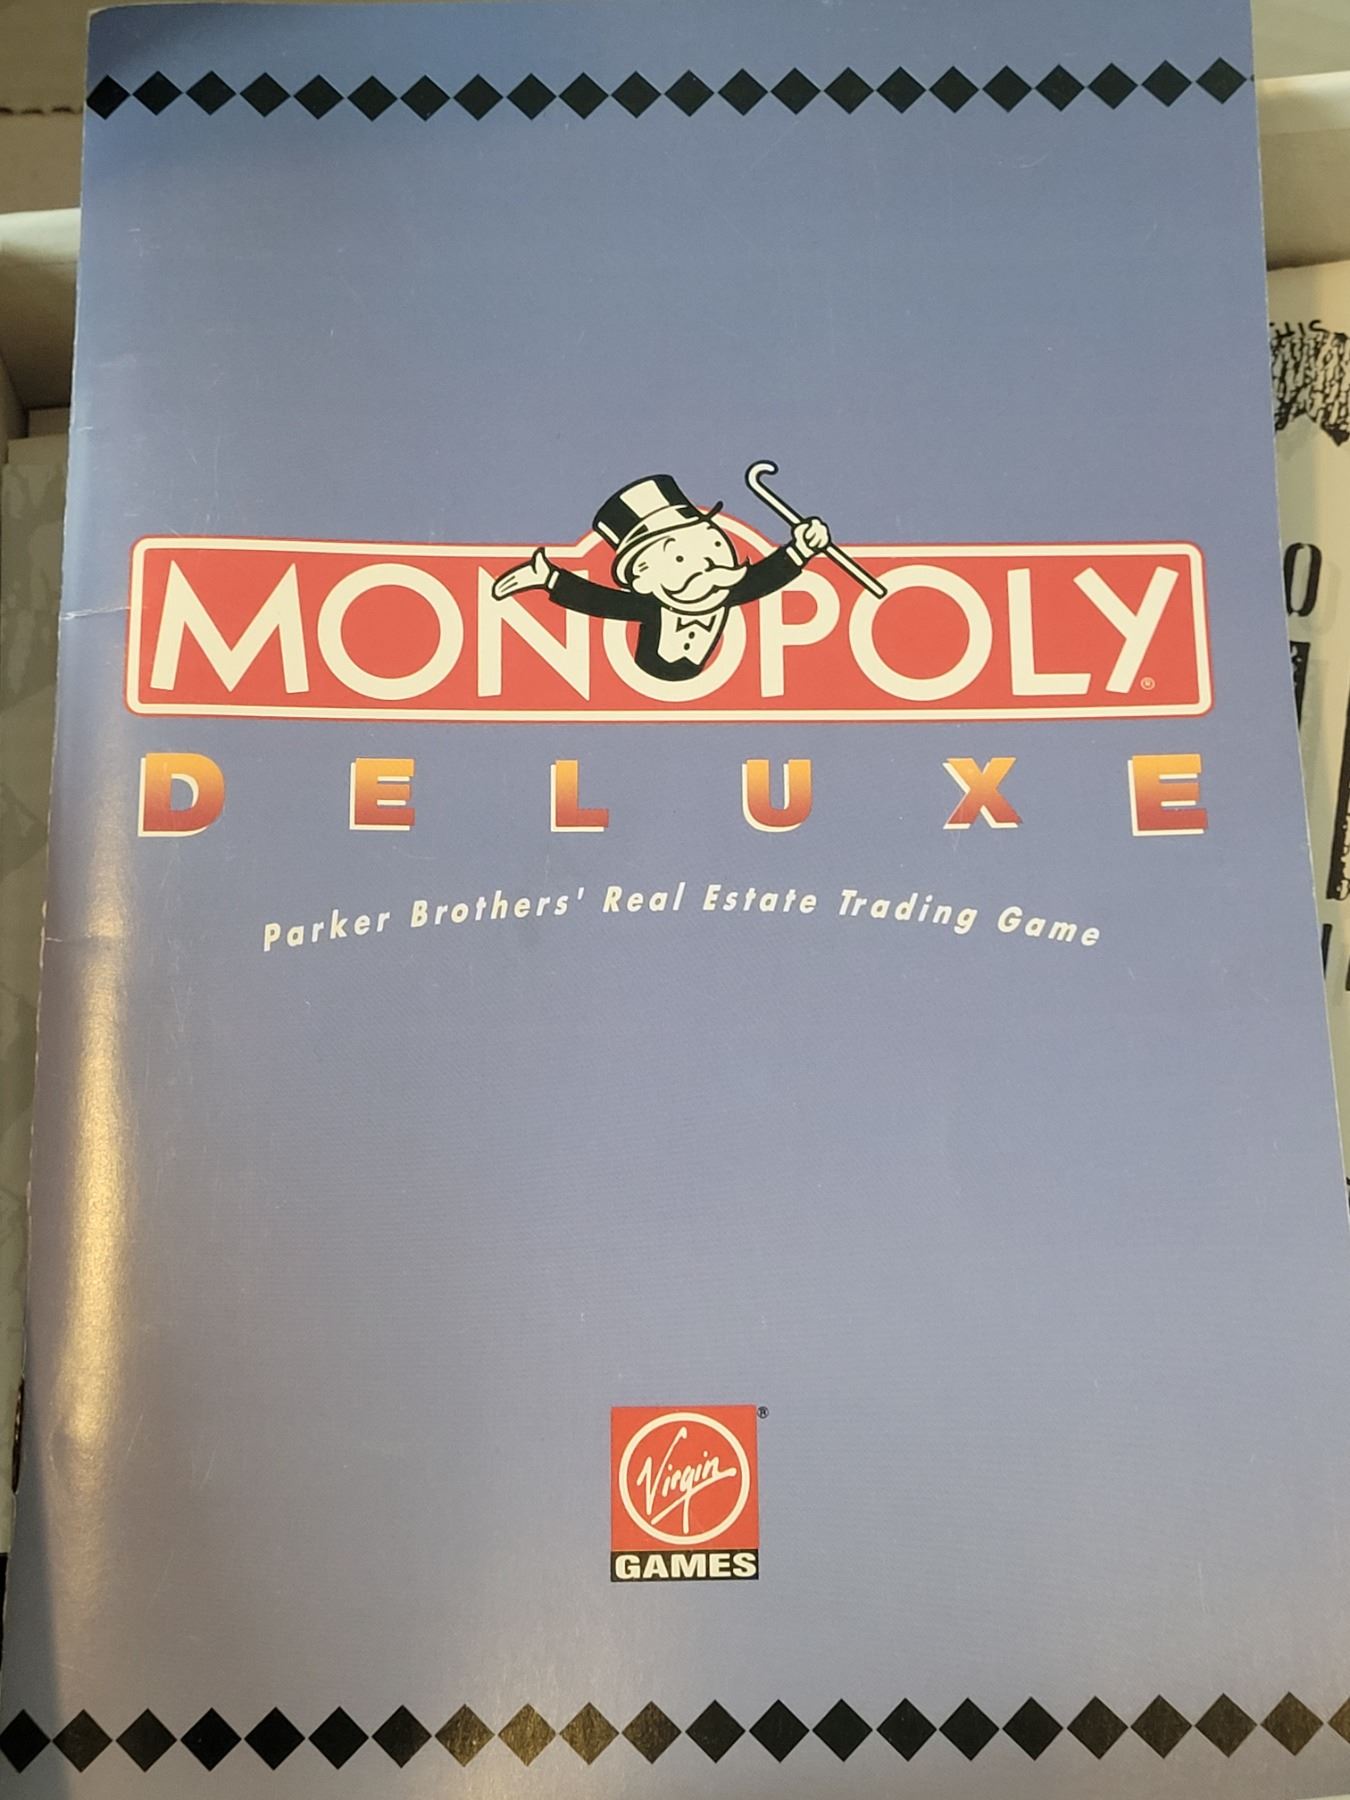 MONOPOLY®
DELUXE
Parker Brothers' Real Estate Trading Game
Virgin®
GAMES